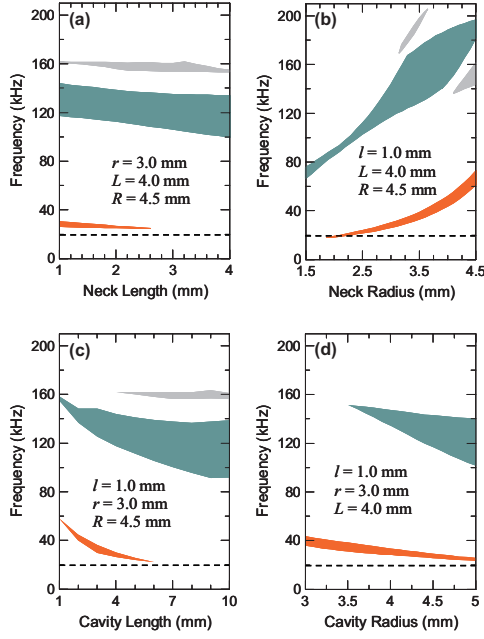 (a)
200
160
120
80
40
0
Frequency (kHz)
r = 3.0 mm
L = 4.0 mm
R = 4.5 mm
1 2 3 4
Neck Length (mm)
(b)
200
160
120
80
40
0
Frequency (kHz)
l = 1.0 mm
L = 4.0 mm
R = 4.5 mm
1.5 2.5 3.5 4.5
Neck Radius (mm)
(c)
200
160
120
80
40
0
Frequency (kHz)
l = 1.0 mm
r = 3.0 mm
R = 4.5 mm
1 4 7 10
Cavity Length (mm)
(d)
200
160
120
80
40
0
Frequency (kHz)
l = 1.0 mm
r = 3.0 mm
L = 4.0 mm
3 3.5 4 4.5 5
Cavity Radius (mm)